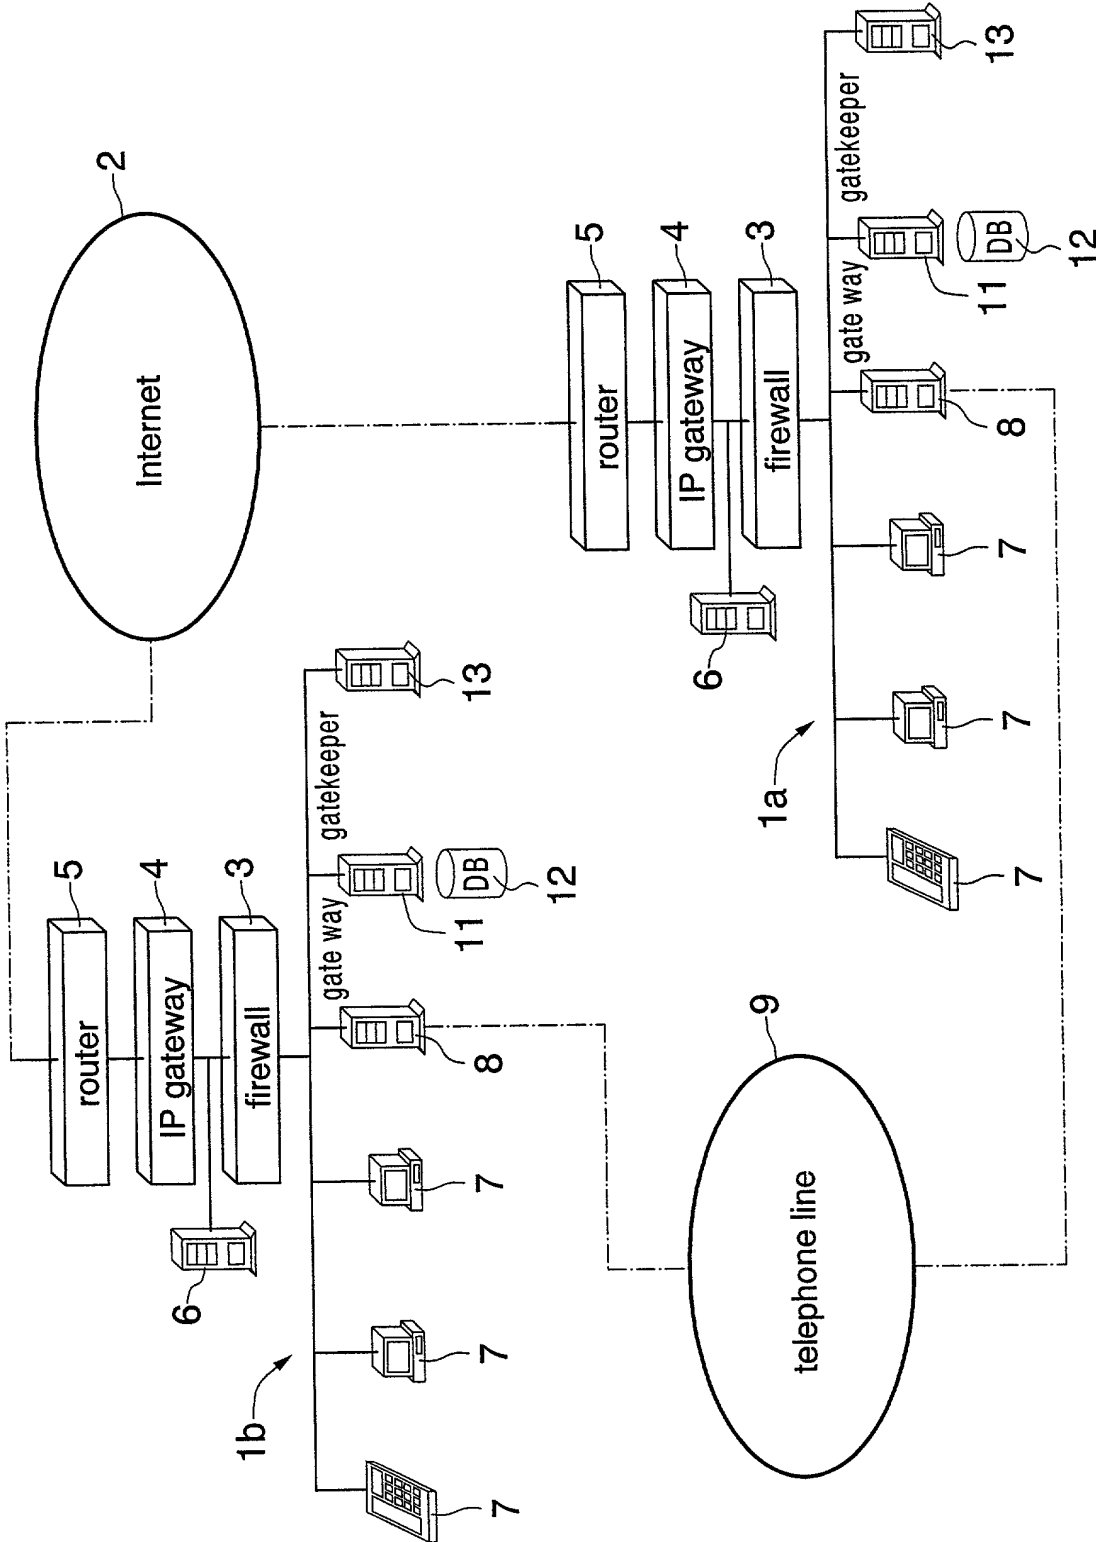 2
Internet
5
router
4
IP gateway
3
firewall
6
1b
gate way
gatekeeper
7
7
7
8
11
DB
12
13
5
router
4
IP gateway
3
firewall
6
1a
gate way
gatekeeper
7
7
7
8
11
DB
12
13
9
telephone line